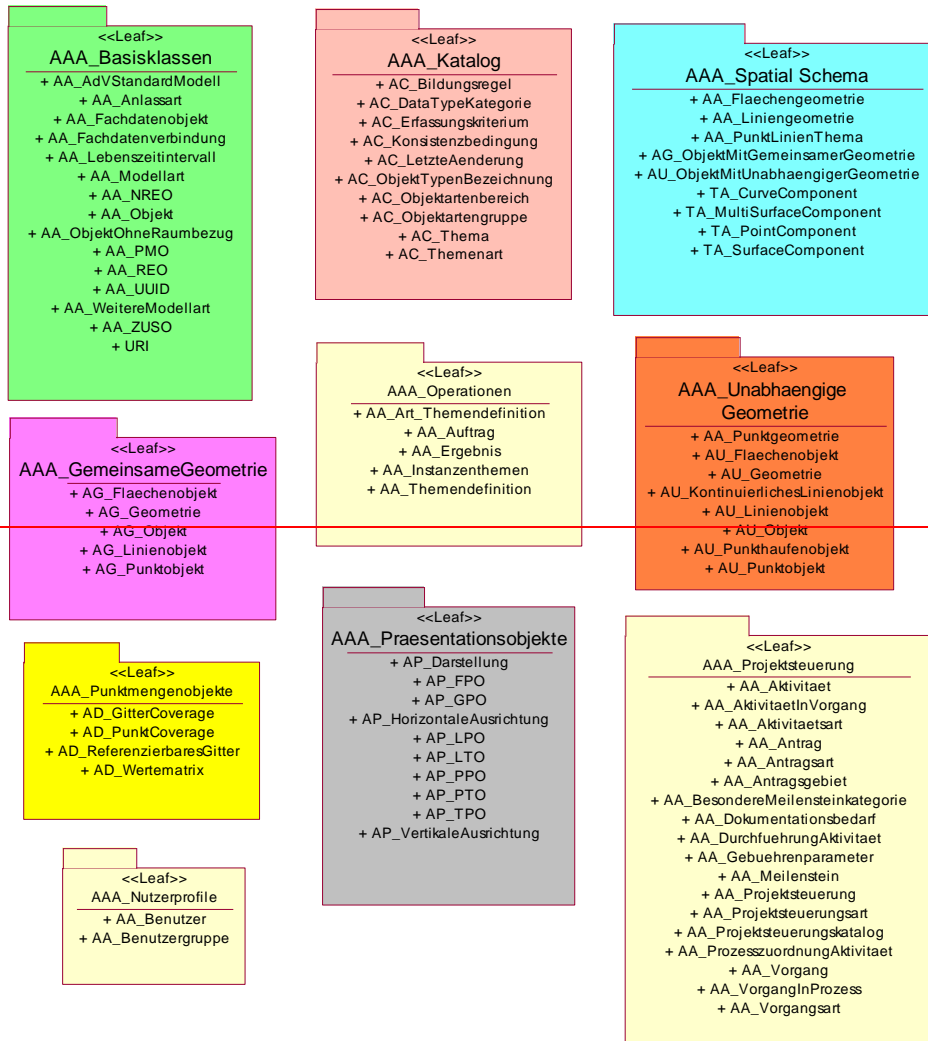 <<Leaf>>
AAA_Basisklassen
+ AA_AdVStandardModell
+ AA_Anlassart
+ AA_Fachdatenobjekt
+ AA_Fachdatenverbindung
+ AA_Lebenszeitintervall
+ AA_Modellart
+ AA_NREO
+ AA_Objekt
+ AA_ObjektOhneRaumbezug
+ AA_PMO
+ AA_REO
+ AA_UUID
+ AA_WeitereModellart
+ AA_ZUSO
+ URI
<<Leaf>>
AAA_Katalog
+ AC_Bildungsregel
+ AC_DataTypeKategorie
+ AC_Erfassungskriterium
+ AC_Konsistenzbedingung
+ AC_LetzteAenderung
+ AC_ObjektTypenBezeichnung
+ AC_Objektartenbereich
+ AC_Objektartengruppe
+ AC_Thema
+ AC_Themenart
<<Leaf>>
AAA_Spatial Schema
+ AA_Flaechengeometrie
+ AA_Liniengeometrie
+ AA_PunktLinienThema
+ AG_ObjektMitGemeinsamerGeometrie
+ AU_ObjektMitUnabhaengigerGeometrie
+ TA_CurveComponent
+ TA_MultiSurfaceComponent
+ TA_PointComponent
+ TA_SurfaceComponent
<<Leaf>>
AAA_GemeinsameGeometrie
+ AG_Flaechenobjekt
+ AG_Geometrie
+ AG_Objekt
+ AG_Linienobjekt
+ AG_Punktobjekt
<<Leaf>>
AAA_Operationen
+ AA_Art_Themendefinition
+ AA_Auftrag
+ AA_Ergebnis
+ AA_Instanzenthemen
+ AA_Themendefinition
<<Leaf>>
AAA_Unabhaengige
Geometrie
+ AA_Punktgeometrie
+ AU_Flaechenobjekt
+ AU_Geometrie
+ AU_KontinuierlichesLinienobjekt
+ AU_Linienobjekt
+ AU_Objekt
+ AU_Punkthaufenobjekt
+ AU_Punktobjekt
<<Leaf>>
AAA_Punktmengenobjekte
+ AD_GitterCoverage
+ AD_PunktCoverage
+ AD_ReferenzierbaresGitter
+ AD_Wertematrix
<<Leaf>>
AAA_Praesentationsobjekte
+ AP_Darstellung
+ AP_FPO
+ AP_GPO
+ AP_HorizontaleAusrichtung
+ AP_LPO
+ AP_LTO
+ AP_PPO
+ AP_PTO
+ AP_TPO
+ AP_VertikaleAusrichtung
<<Leaf>>
AAA_Projektsteuerung
+ AA_Aktivitaet
+ AA_AktivitaetInVorgang
+ AA_Aktivitaetsart
+ AA_Antrag
+ AA_Antragsart
+ AA_Antragsgebiet
+ AA_BesondereMeilensteinkategorie
+ AA_Dokumentationsbedarf
+ AA_DurchfuehrungAktivitaet
+ AA_Gebuehrenparameter
+ AA_Meilenstein
+ AA_Projektsteuerung
+ AA_Projektsteuerungsart
+ AA_Projektsteuerungskatalog
+ AA_ProzesszuordnungAktivitaet
+ AA_Vorgang
+ AA_VorgangInProzess
+ AA_Vorgangsart
<<Leaf>>
AAA_Nutzerprofile
+ AA_Benutzer
+ AA_Benutzergruppe